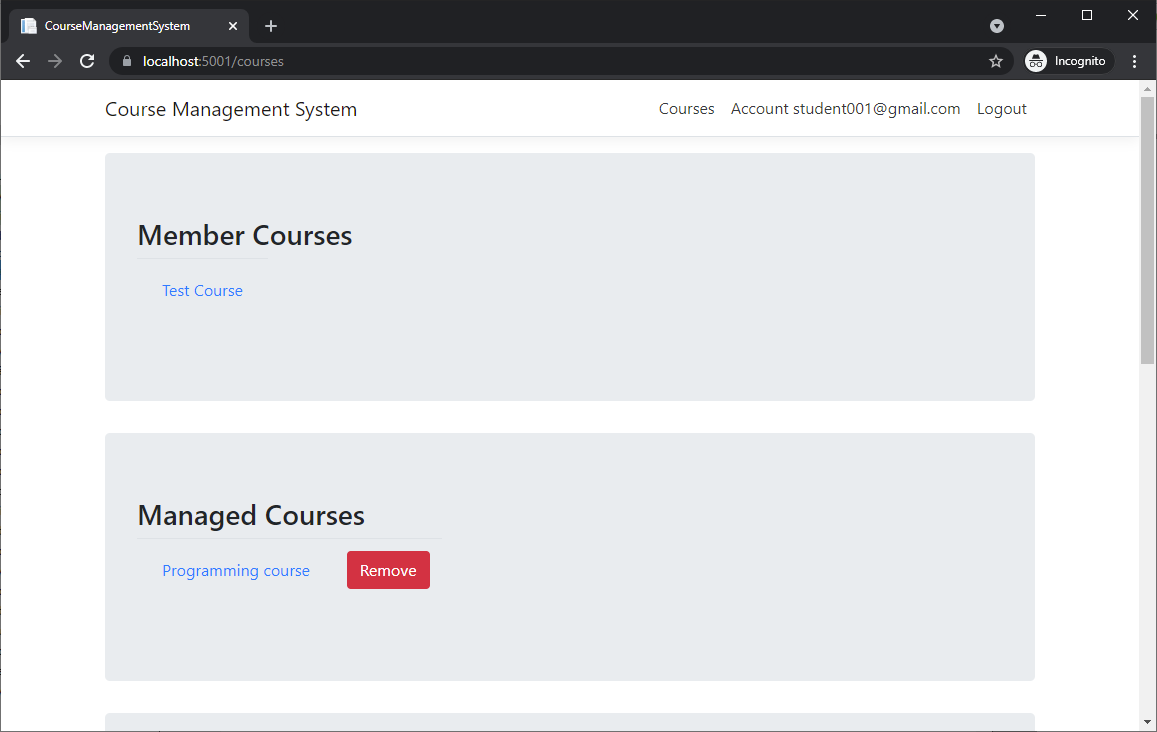 CourseManagementSystem
localhost:5001/courses
Incognito
Course Management System
Courses Account student001@gmail.com Logout
Member Courses
Test Course
Managed Courses
Programming course Remove